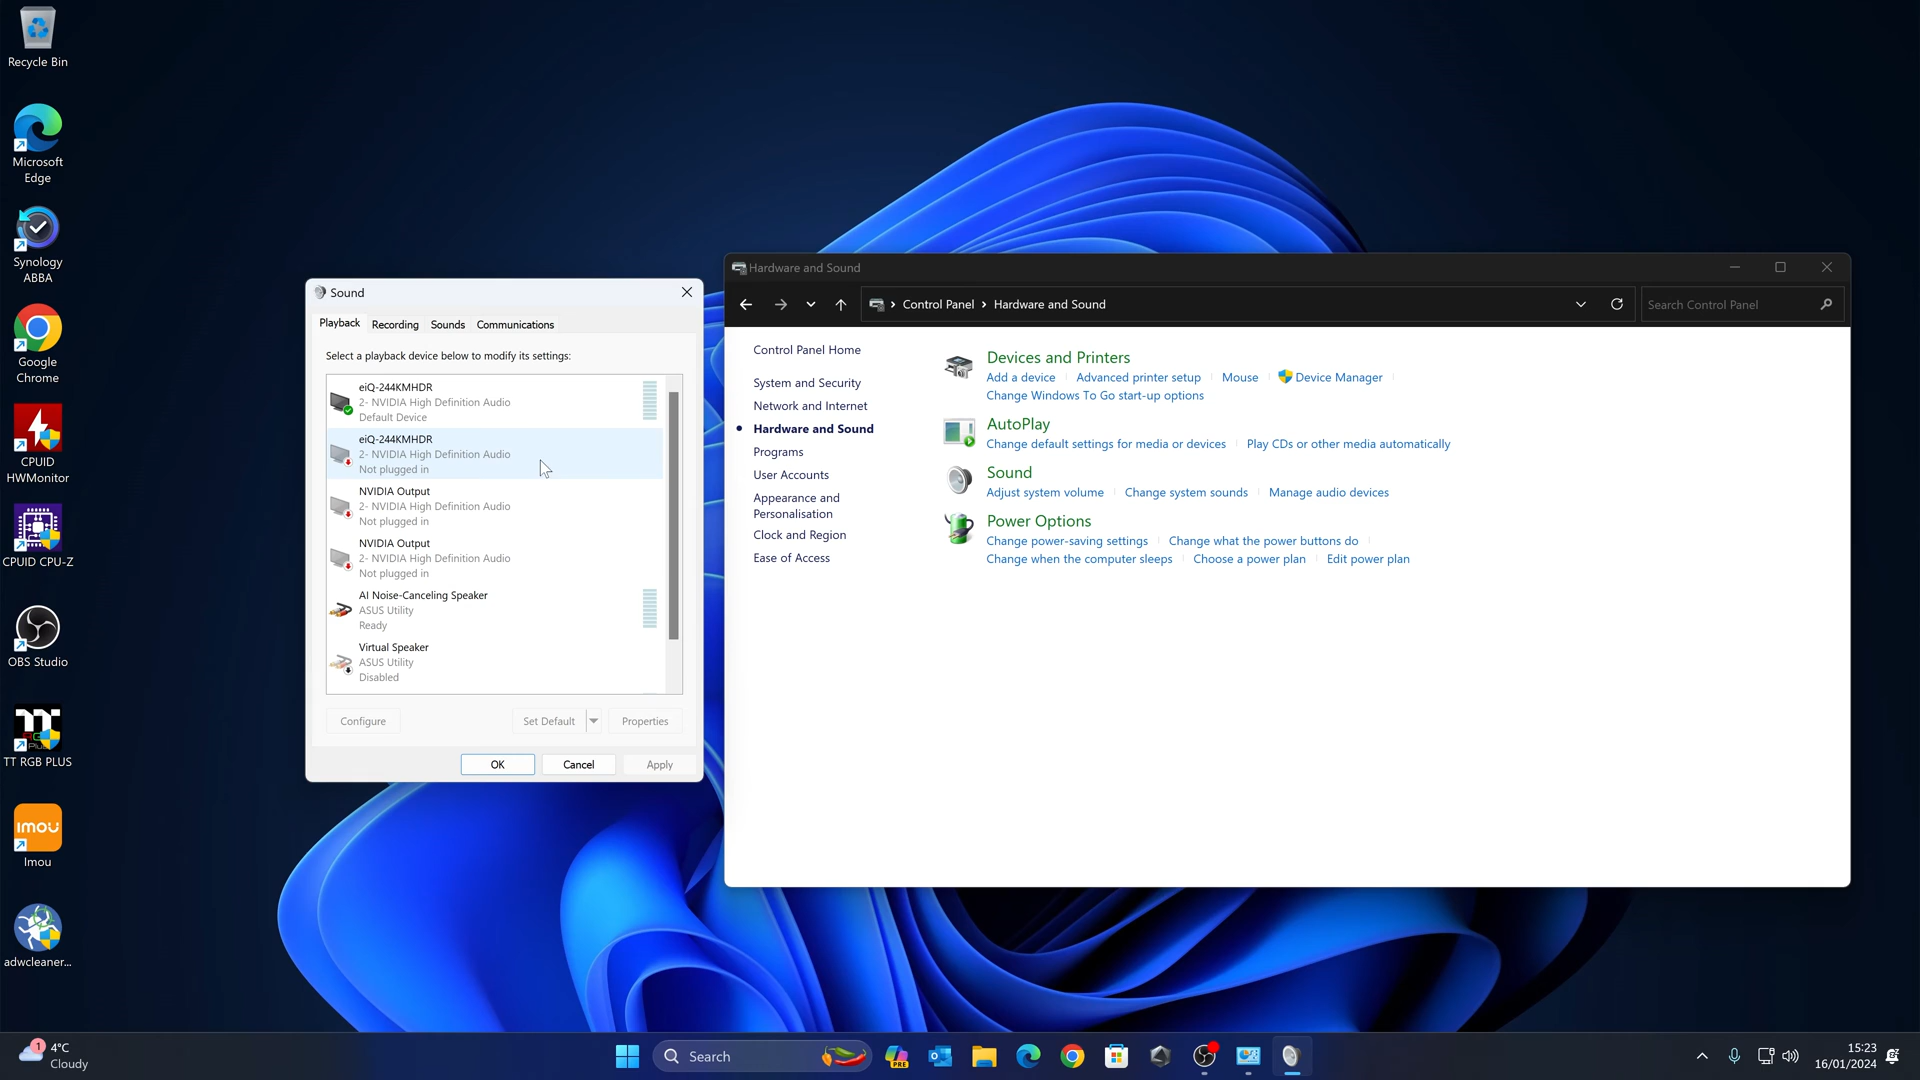 Recycle Bin
Microsoft
Edge
Synology
ABBA
Google
Chrome
CPUID
HWMonitor
CPUID CPU-Z
OBS Studio
TT RGB PLUS
imou
Imou
adwcleaner...
Sound
Playback
Recording
Sounds
Communications
Select a playback device below to modify its settings:
eiQ-244KMHDR
2- NVIDIA High Definition Audio
Default Device
eiQ-244KMHDR
2- NVIDIA High Definition Audio
Not plugged in
NVIDIA Output
2- NVIDIA High Definition Audio
Not plugged in
NVIDIA Output
2- NVIDIA High Definition Audio
Not plugged in
AI Noise-Canceling Speaker
ASUS Utility
Ready
Virtual Speaker
ASUS Utility
Disabled
Configure
Set Default
Properties
OK
Cancel
Apply
Hardware and Sound
Control Panel
Hardware and Sound
Search Control Panel
Control Panel Home
System and Security
Network and Internet
Hardware and Sound
Programs
User Accounts
Appearance and
Personalisation
Clock and Region
Ease of Access
Devices and Printers
Add a device
Advanced printer setup
Mouse
Device Manager
Change Windows To Go start-up options
AutoPlay
Change default settings for media or devices
Play CDs or other media automatically
Sound
Adjust system volume
Change system sounds
Manage audio devices
Power Options
Change power-saving settings
Change what the power buttons do
Change when the computer sleeps
Choose a power plan
Edit power plan
1
4°C
Cloudy
Search
PRE
15:23
16/01/2024